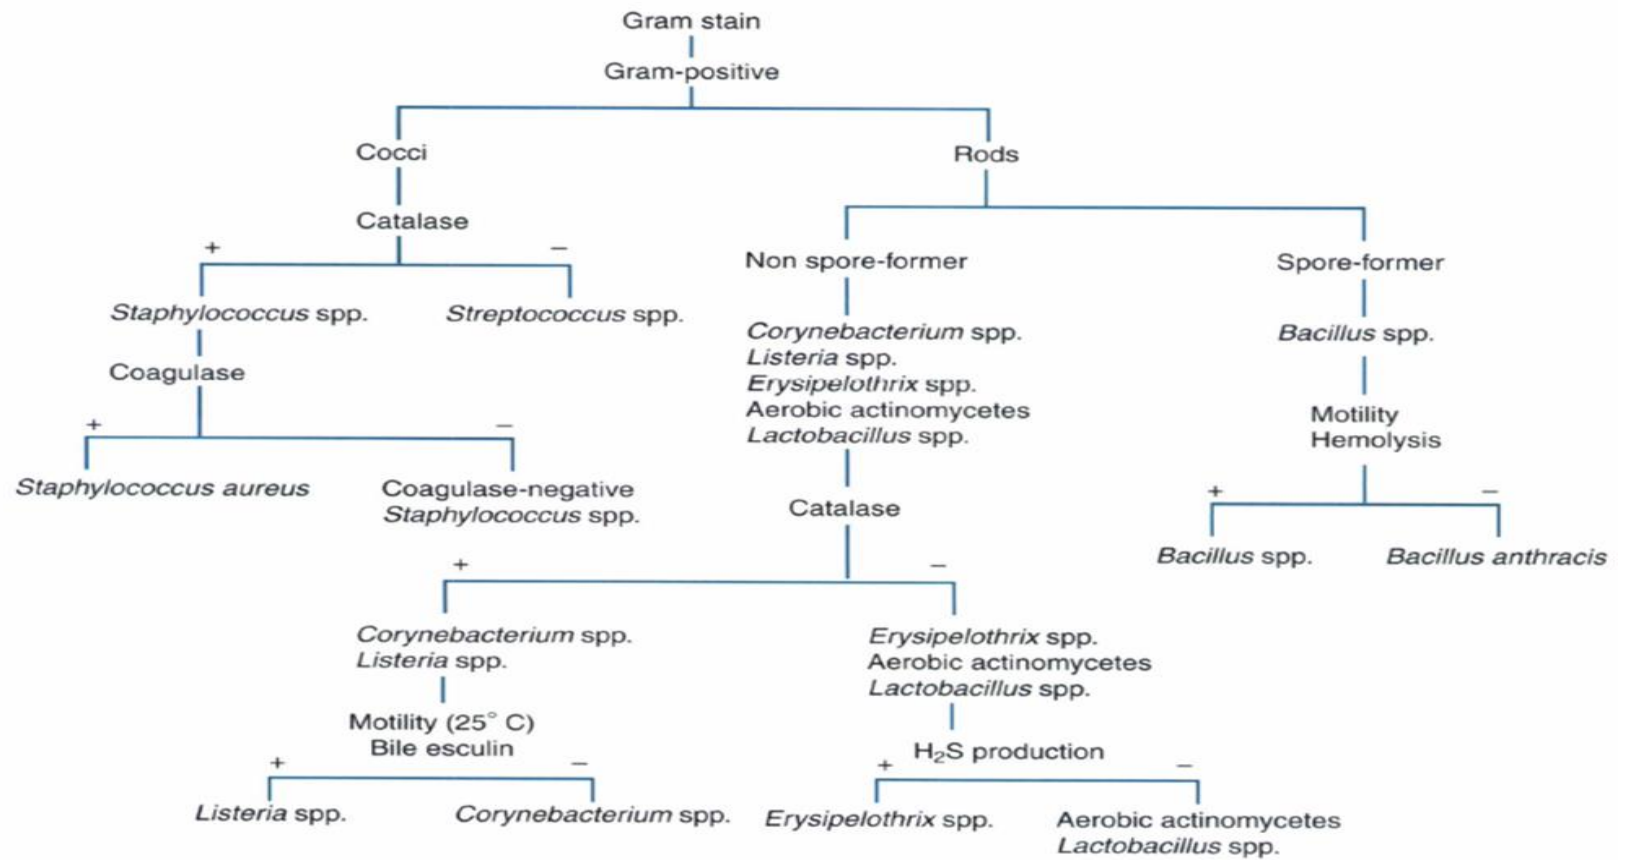 Gram stain
Gram-positive
Cocci
Rods
Catalase
+
−
Non spore-former
Spore-former
Staphylococcus spp.
Streptococcus spp.
Corynebacterium spp.
Listeria spp.
Erysipelothrix spp.
Aerobic actinomycetes
Lactobacillus spp.
Bacillus spp.
Coagulase
Motility
Hemolysis
+
−
Staphylococcus aureus
Coagulase-negative
Staphylococcus spp.
Catalase
+
−
Bacillus spp.
Bacillus anthracis
+
−
Corynebacterium spp.
Listeria spp.
Erysipelothrix spp.
Aerobic actinomycetes
Lactobacillus spp.
Motility (25° C)
Bile esculin
H₂S production
+
−
+
−
Listeria spp.
Corynebacterium spp.
Erysipelothrix spp.
Aerobic actinomycetes
Lactobacillus spp.